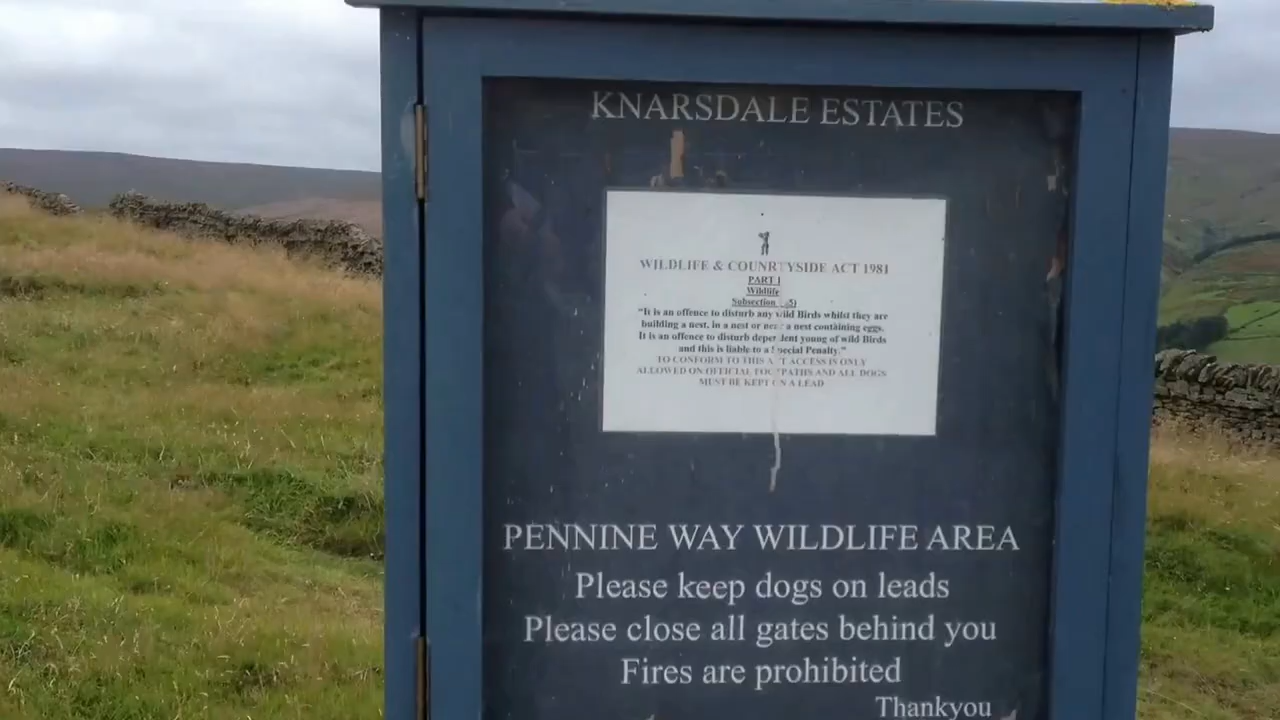 KNARSDALE ESTATES
WILDLIFE & COUNTRYSIDE ACT 1981
PART 1
Wildlife
Subsection 5)
"It is an offence to disturb any wild Birds whilst they are
building a nest, in a nest or near a nest containing eggs.
It is an offence to disturb dependent young of wild Birds
and this is liable to a Special Penalty."
TO CONFORM TO THIS ACT ACCESS IS ONLY
ALLOWED ON OFFICIAL FOOTPATHS AND ALL DOGS
MUST BE KEPT ON A LEAD
PENNINE WAY WILDLIFE AREA
Please keep dogs on leads
Please close all gates behind you
Fires are prohibited
Thankyou